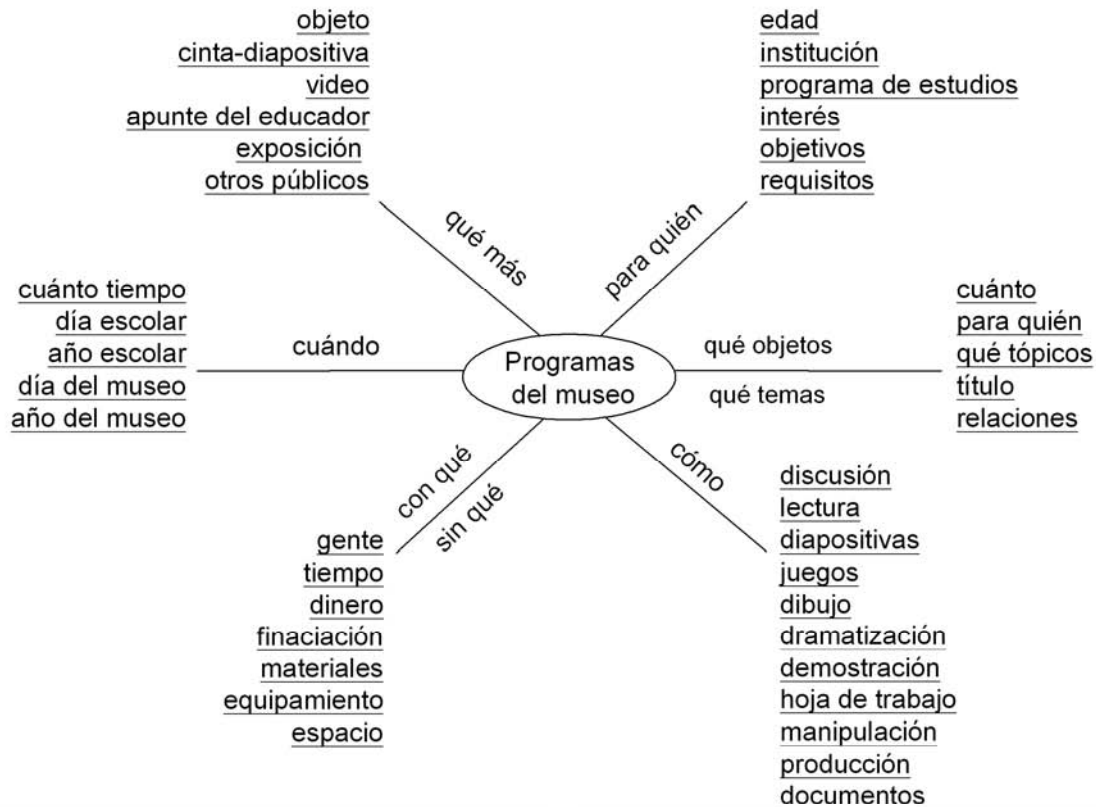 objeto
cinta-diapositiva
video
apunte del educador
exposición
otros públicos
qué más
edad
institución
programa de estudios
interés
objetivos
requisitos
para quién
cuánto tiempo
día escolar
año escolar
día del museo
año del museo
cuándo
Programas
del museo
qué objetos
qué temas
cuánto
para quién
qué tópicos
título
relaciones
con qué
sin qué
gente
tiempo
dinero
finaciación
materiales
equipamiento
espacio
cómo
discusión
lectura
diapositivas
juegos
dibujo
dramatización
demostración
hoja de trabajo
manipulación
producción
documentos